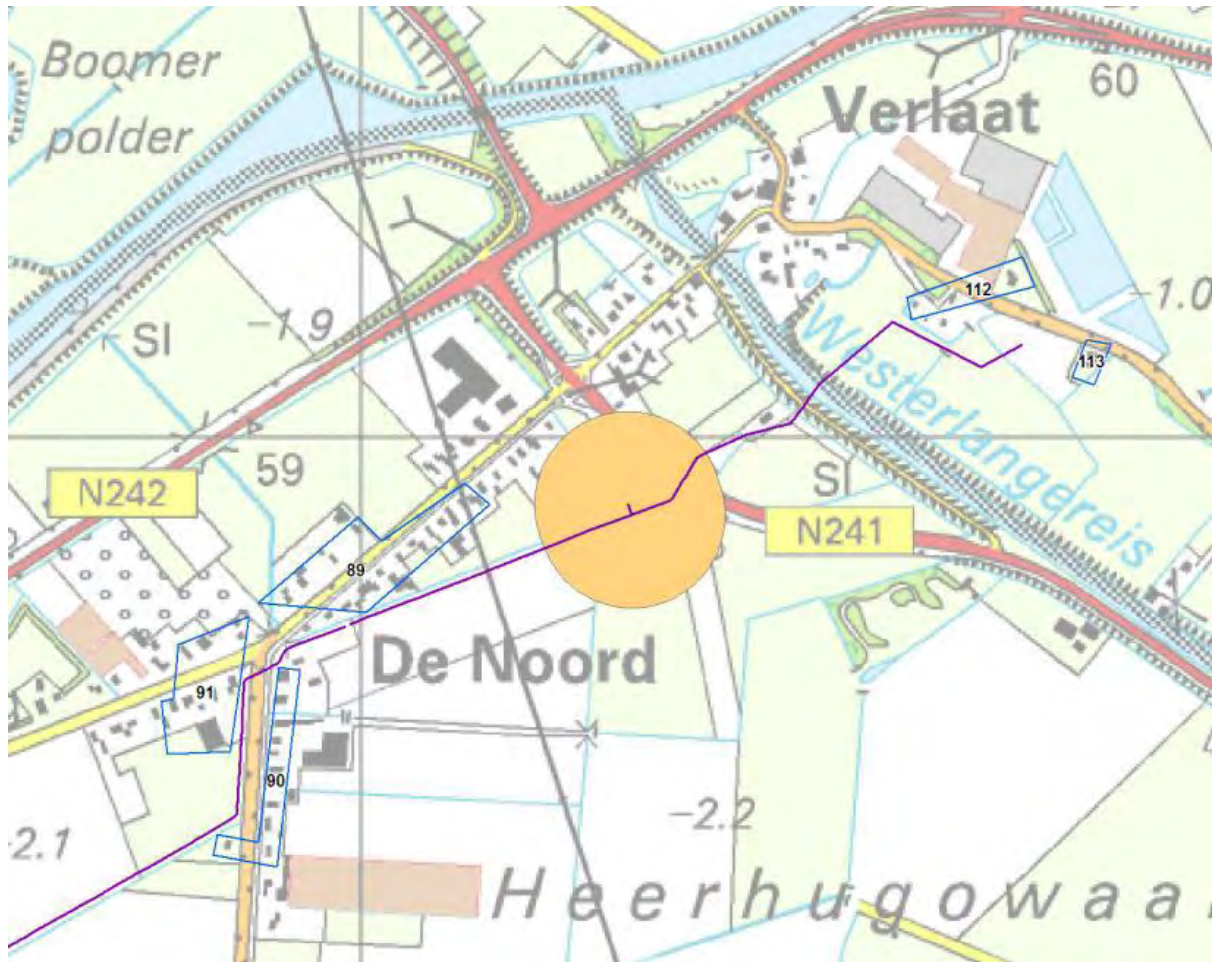 Boomer
polder
Verlaat
60
112
-1.0
113
SI
-1.9
Westerlangereis
59
N242
SI
N241
89
De Noord
91
90
-2.2
-2.1
Heerhugowaar